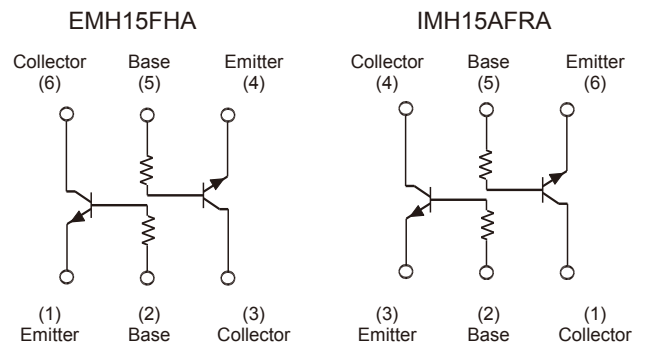 EMH15FHA
Collector Base Emitter
(6) (5) (4)
(1) (2) (3)
Emitter Base Collector
IMH15AFRA
Collector Base Emitter
(4) (5) (6)
(3) (2) (1)
Emitter Base Collector